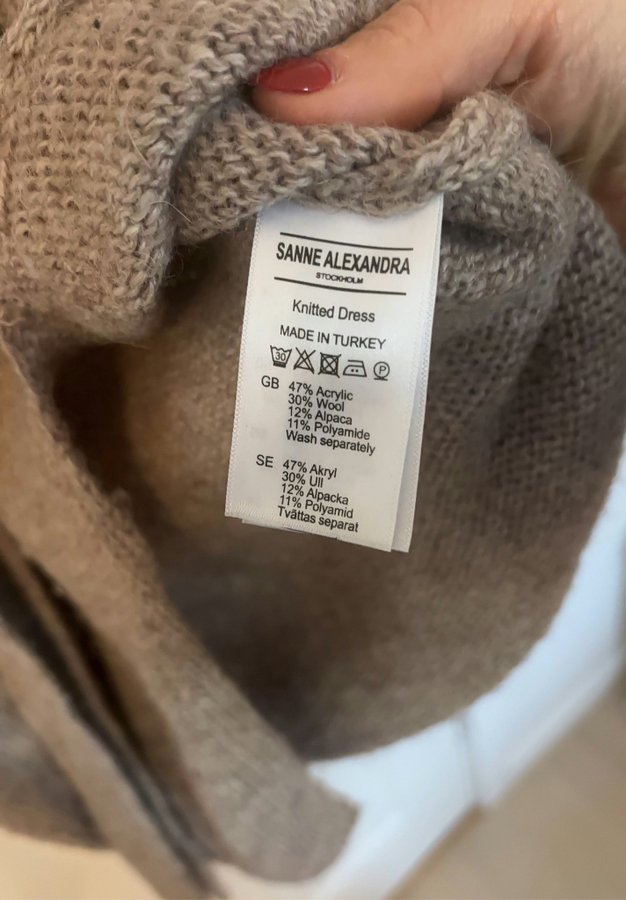 SANNE ALEXANDRA
STOCKHOLM
Knitted Dress
MADE IN TURKEY
30 P
GB 47% Acrylic
30% Wool
12% Alpaca
11% Polyamide
Wash separately
SE 47% Akryl
30% Ull
12% Alpacka
11% Polyamid
Tvättas separat